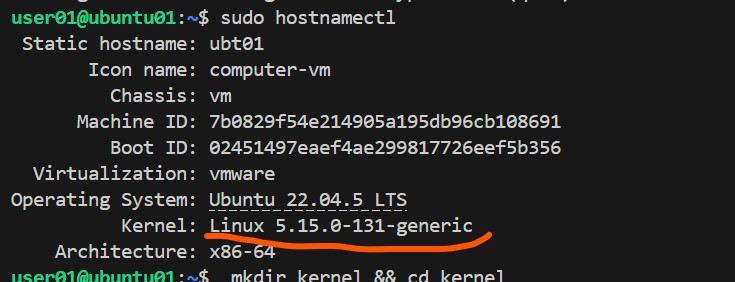 user01@ubuntu01:~$ sudo hostnamectl
Static hostname: ubt01
Icon name: computer-vm
Chassis: vm
Machine ID: 7b0829f54e214905a195db96cb108691
Boot ID: 02451497eaef4ae299817726eef5b356
Virtualization: vmware
Operating System: Ubuntu 22.04.5 LTS
Kernel: Linux 5.15.0-131-generic
Architecture: x86-64
user01@ubuntu01:~$  mkdir kernel && cd kernel